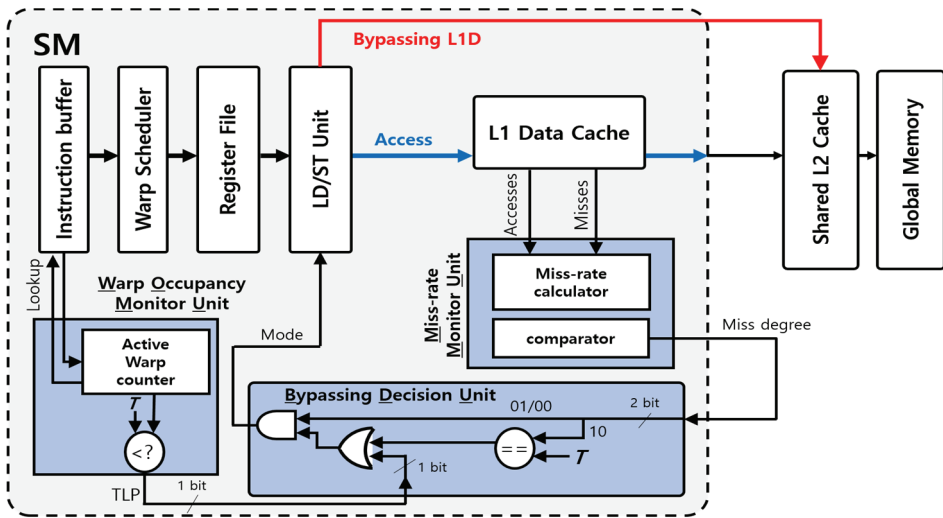 SM
Bypassing L1D
Instruction buffer
Warp Scheduler
Register File
LD/ST Unit
Access
L1 Data Cache
Shared L2 Cache
Global Memory
Accesses
Misses
Lookup
Warp Occupancy
Monitor Unit
Active
Warp
counter
T
<?
TLP
1 bit
Mode
Miss-rate
Monitor Unit
Miss-rate
calculator
comparator
Miss degree
Bypassing Decision Unit
01/00
2 bit
10
==
T
1 bit